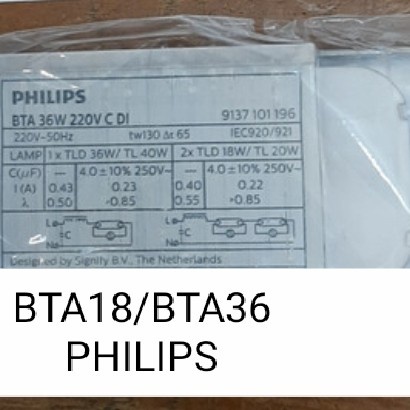 PHILIPS
BTA 36W 220V C DI 9137 101 196
220V~50Hz tw130 Δt 65 IEC920/921
LAMP 1 x TLD 36W/ TL 40W 2x TLD 18W/ TL 20W
C(μF) — 4.0 ±10% 250V~ — 4.0 ±10% 250V~
I (A) 0.43 0.23 0.40 0.22
λ 0.50 >0.85 0.55 >0.85
L C N L C N
Designed by Signify B.V., The Netherlands
BTA18/BTA36
PHILIPS